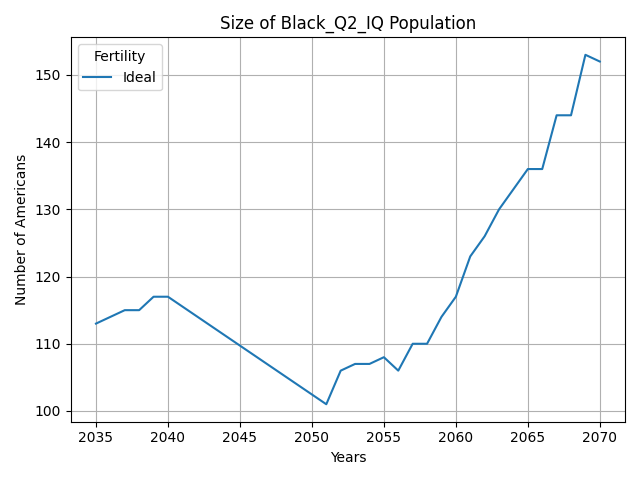 Size of Black_Q2_IQ Population
Fertility
Ideal
Number of Americans
150
140
130
120
110
100
2035 2040 2045 2050 2055 2060 2065 2070
Years